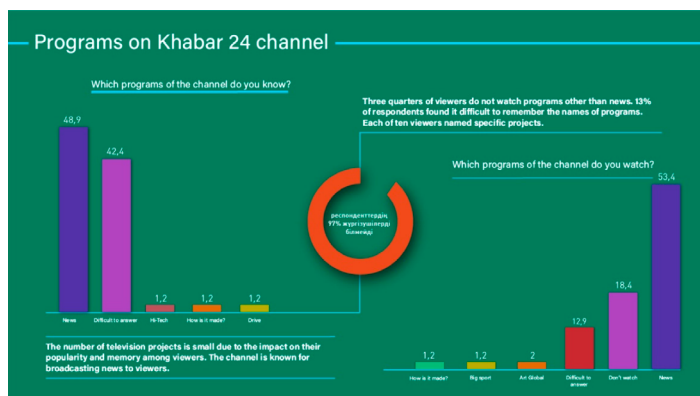 Programs on Khabar 24 channel
Which programs of the channel do you know?
48,9
42,4
1,2
1,2
1,2
News
Difficult to answer
Hi-Tech
How is it made?
Drive
The number of television projects is small due to the impact on their
popularity and memory among viewers. The channel is known for
broadcasting news to viewers.
Three quarters of viewers do not watch programs other than news. 13%
of respondents found it difficult to remember the names of programs.
Each of ten viewers named specific projects.
респонденттердің
97% жүргізушілерді
білмейді
Which programs of the channel do you watch?
1,2
1,2
2
12,9
18,4
53,4
How is it made?
Big sport
Art Global
Difficult to
answer
Don't watch
News